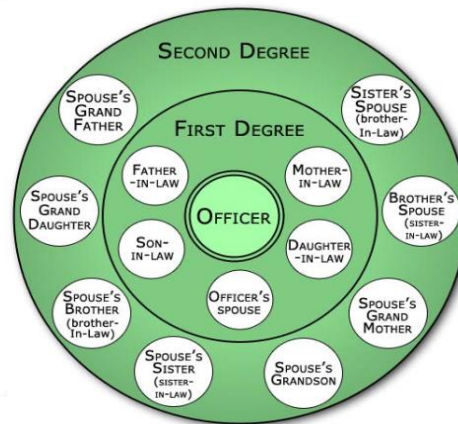 SECOND DEGREE
SPOUSE'S
GRAND
FATHER
SISTER'S
SPOUSE
(brother-
In-Law)
FIRST DEGREE
FATHER
-IN-LAW
MOTHER-
IN-LAW
SPOUSE'S
GRAND
DAUGHTER
OFFICER
BROTHER'S
SPOUSE
(SISTER-
IN-LAW)
SON-
IN-LAW
DAUGHTER-
IN-LAW
OFFICER'S
SPOUSE
SPOUSE'S
BROTHER
(brother-
In-Law)
SPOUSE'S
GRAND
MOTHER
SPOUSE'S
SISTER
(SISTER-
IN-LAW)
SPOUSE'S
GRANDSON